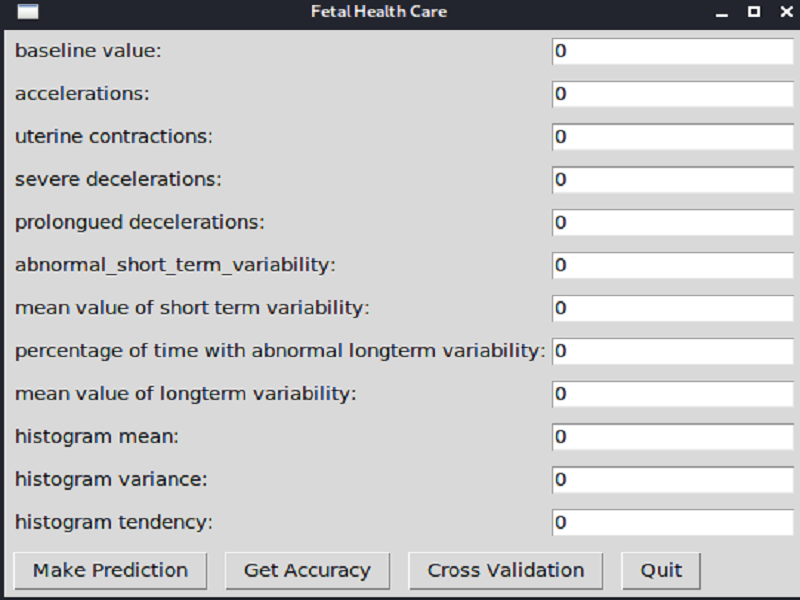 Fetal Health Care
baseline value: 0
accelerations: 0
uterine contractions: 0
severe decelerations: 0
prolongued decelerations: 0
abnormal_short_term_variability: 0
mean value of short term variability: 0
percentage of time with abnormal longterm variability: 0
mean value of longterm variability: 0
histogram mean: 0
histogram variance: 0
histogram tendency: 0
Make Prediction Get Accuracy Cross Validation Quit